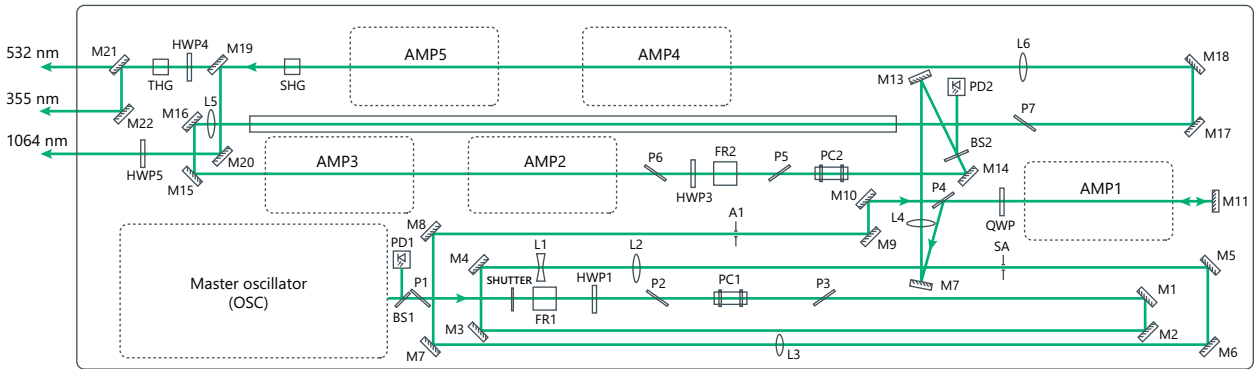 532 nm
M21
HWP4
M19
THG
SHG
AMP5
AMP4
L6
M18
355 nm
M22
M16
L5
M13
PD2
P7
M17
1064 nm
HWP5
M15
M20
AMP3
AMP2
P6
HWP3
FR2
P5
PC2
BS2
M14
M10
P4
QWP
AMP1
M11
Master oscillator
(OSC)
PD1
BS1
P1
M8
A1
M9
L4
SA
M5
M4
L1
L2
SHUTTER
FR1
HWP1
P2
PC1
P3
M7
M1
M3
M2
M7
L3
M6